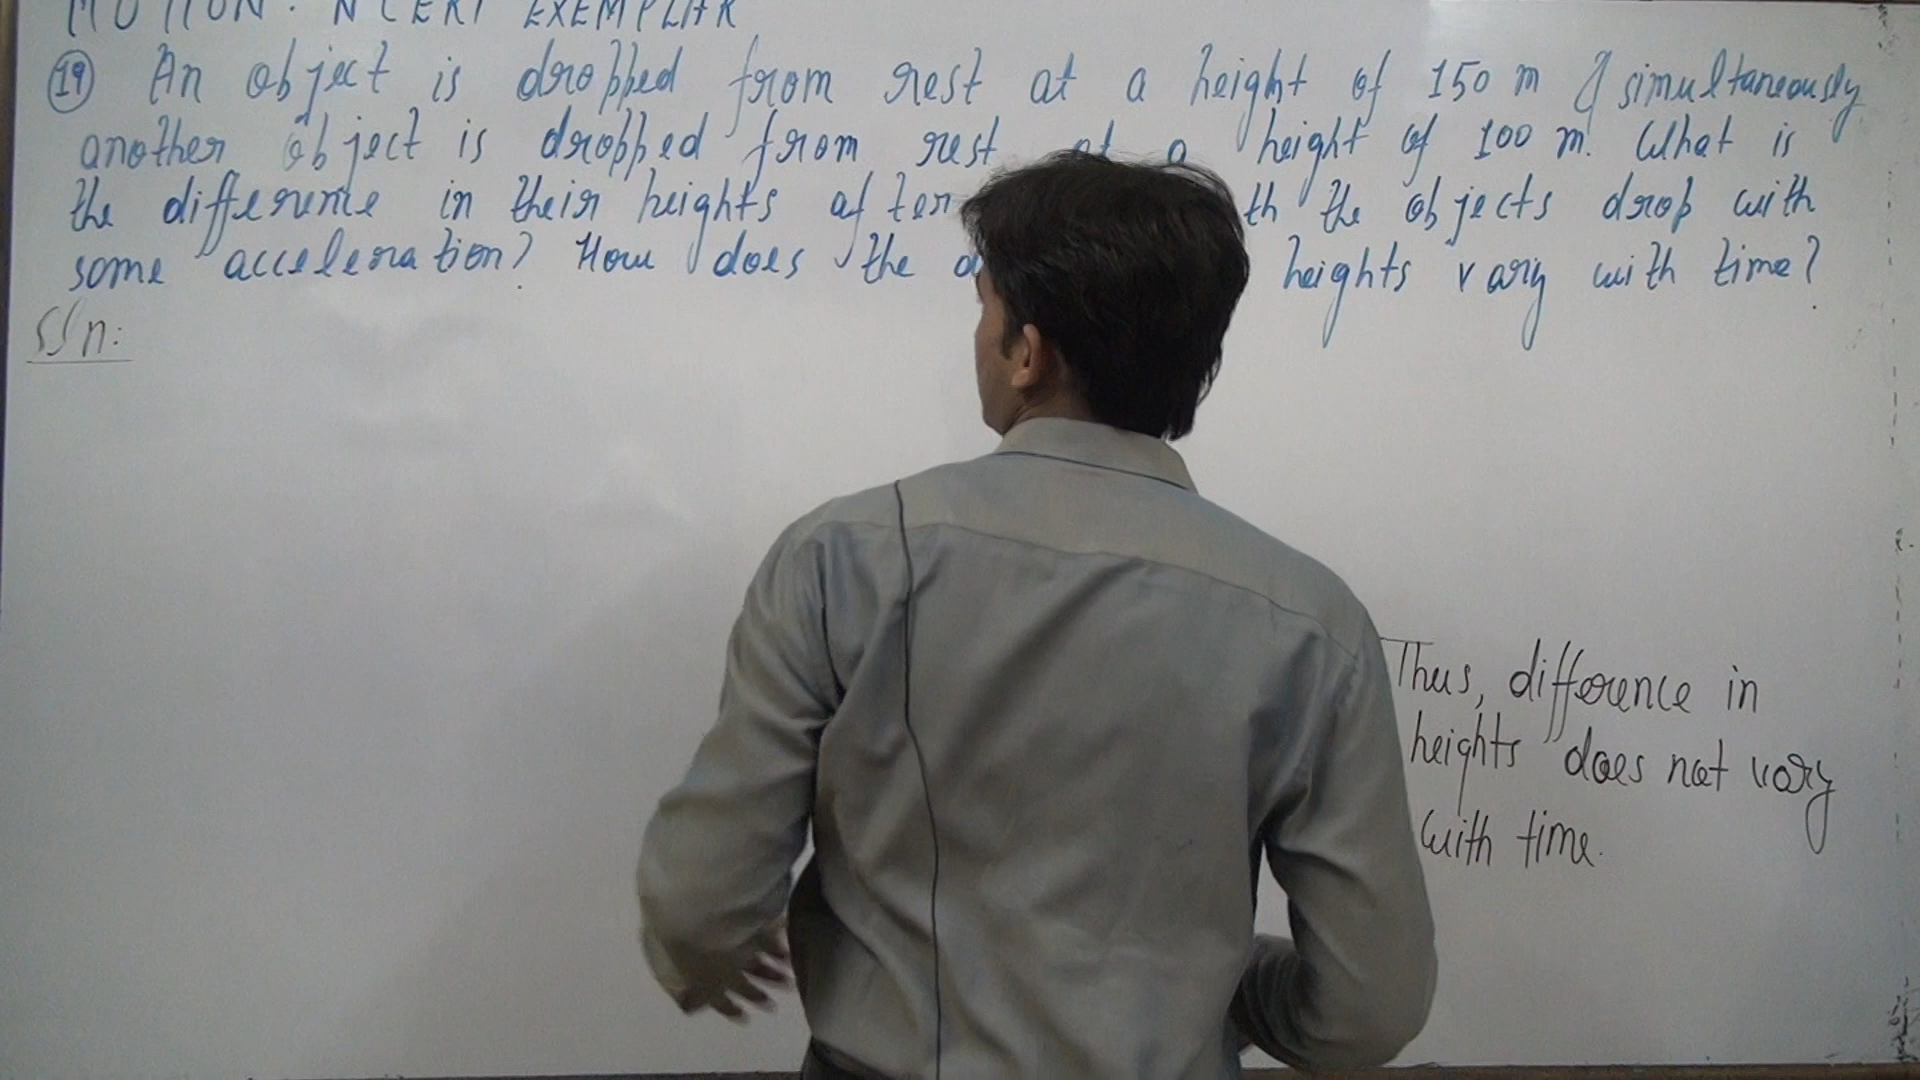 MOTION: NCERT EXEMPLAR
19 An object is dropped from rest at a height of 150 m & simultaneously
another object is dropped from rest at a height of 100 m. What is
the difference in their heights after th the objects drop with
some acceleration? How does the heights vary with time?
Sln:
Thus, difference in
heights does not vary
with time.